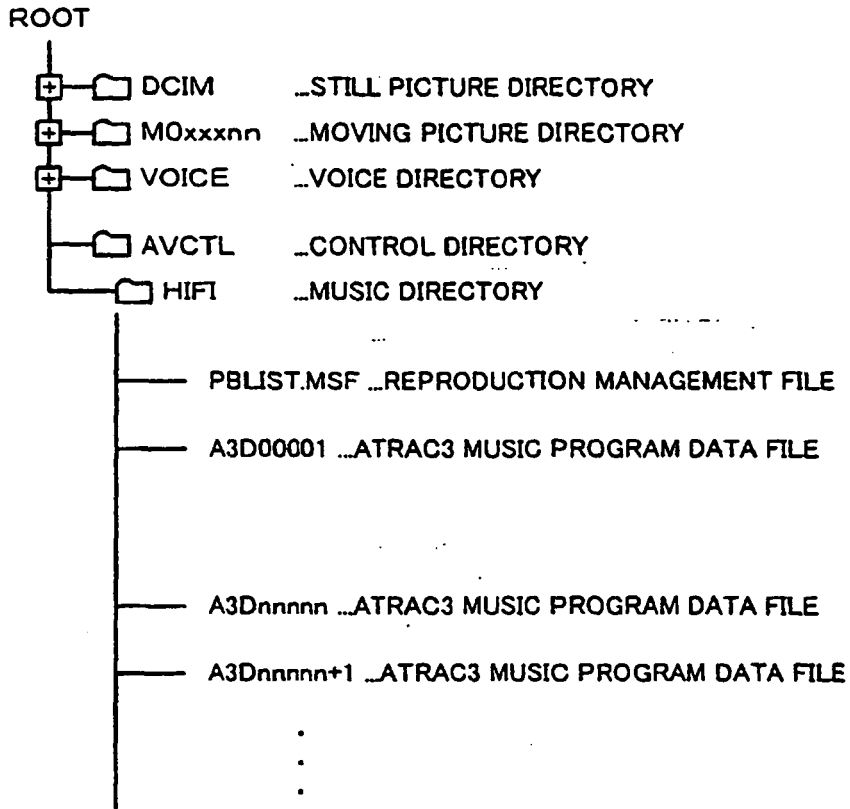 ROOT
DCIM ...STILL PICTURE DIRECTORY
M0xxxnn ...MOVING PICTURE DIRECTORY
VOICE ...VOICE DIRECTORY
AVCTL ...CONTROL DIRECTORY
HIFI ...MUSIC DIRECTORY
PBLIST.MSF ...REPRODUCTION MANAGEMENT FILE
A3D00001 ...ATRAC3 MUSIC PROGRAM DATA FILE
A3Dnnnnn ...ATRAC3 MUSIC PROGRAM DATA FILE
A3Dnnnnn+1 ...ATRAC3 MUSIC PROGRAM DATA FILE